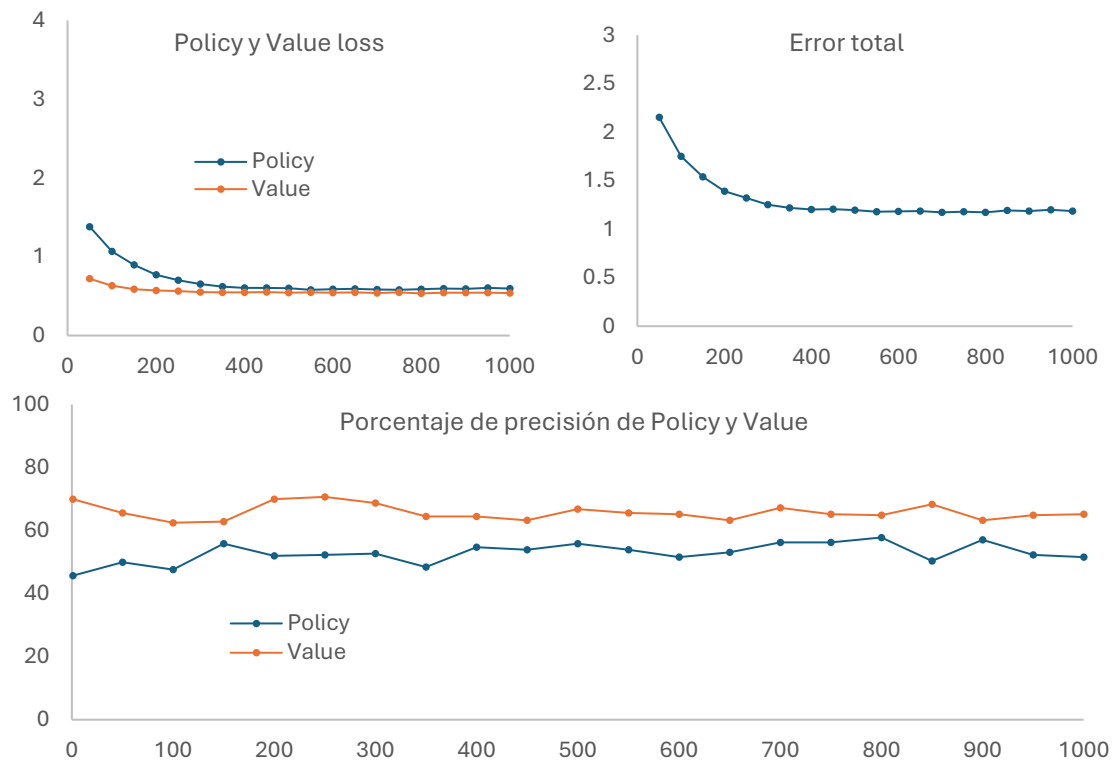 Policy y Value loss
4
3
2
1
0
Policy
Value
0 200 400 600 800 1000
Error total
3
2.5
2
1.5
1
0.5
0
0 200 400 600 800 1000
Porcentaje de precisión de Policy y Value
100
80
60
40
20
0
Policy
Value
0 100 200 300 400 500 600 700 800 900 1000